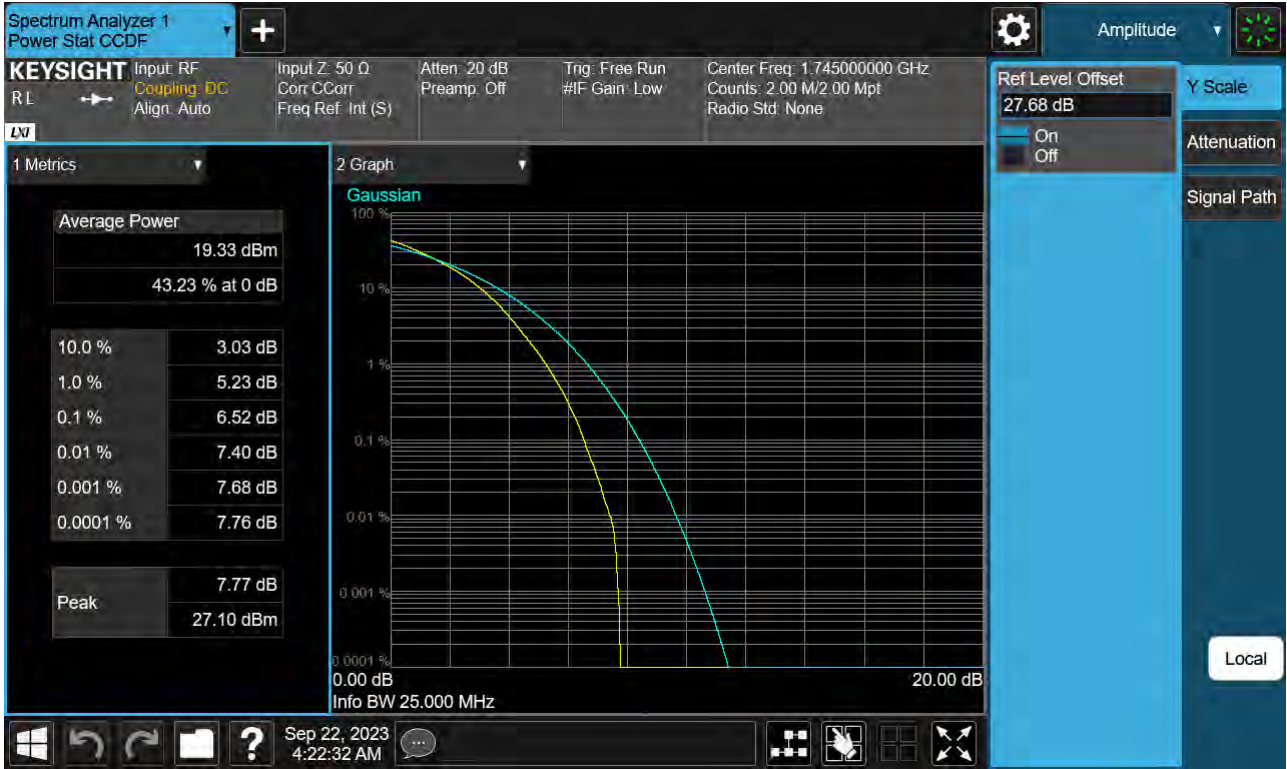 Spectrum Analyzer 1
Power Stat CCDF
+
Amplitude
KEYSIGHT
R L
LXI
Input: RF
Coupling: DC
Align: Auto
Input Z: 50 Ω
Corr CCorr
Freq Ref: Int (S)
Atten: 20 dB
Preamp: Off
Trig: Free Run
#IF Gain: Low
Center Freq: 1.745000000 GHz
Counts: 2.00 M/2.00 Mpt
Radio Std: None
Ref Level Offset
27.68 dB
On
Off
Y Scale
Attenuation
Signal Path
Local
1 Metrics
Average Power
19.33 dBm
43.23 % at 0 dB
10.0 % 3.03 dB
1.0 % 5.23 dB
0.1 % 6.52 dB
0.01 % 7.40 dB
0.001 % 7.68 dB
0.0001 % 7.76 dB
Peak
7.77 dB
27.10 dBm
2 Graph
Gaussian
100 %
10 %
1 %
0.1 %
0.01 %
0.001 %
0.0001 %
0.00 dB 20.00 dB
Info BW 25.000 MHz
?
Sep 22, 2023
4:22:32 AM